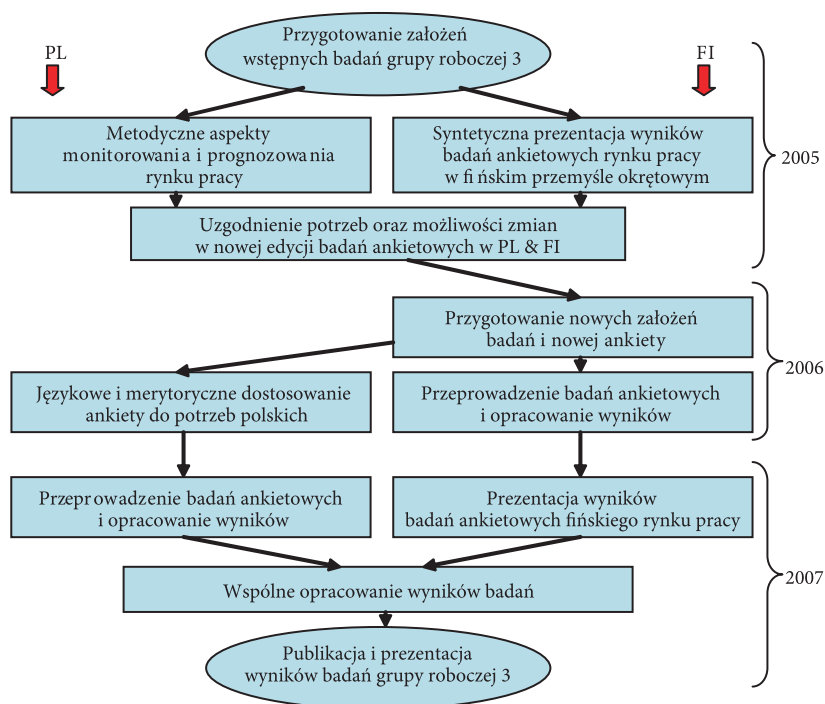 PL
Przygotowanie założeń
wstępnych badań grupy roboczej 3
FI
Metodyczne aspekty
monitorowania i prognozowania
rynku pracy
Syntetyczna prezentacja wyników
badań ankietowych rynku pracy
w fińskim przemyśle okrętowym
2005
Uzgodnienie potrzeb oraz możliwości zmian
w nowej edycji badań ankietowych w PL & FI
Przygotowanie nowych założeń
badań i nowej ankiety
2006
Językowe i merytoryczne dostosowanie
ankiety do potrzeb polskich
Przeprowadzenie badań ankietowych
i opracowanie wyników
Przeprowadzenie badań ankietowych
i opracowanie wyników
Prezentacja wyników
badań ankietowych fińskiego rynku pracy
2007
Wspólne opracowanie wyników badań
Publikacja i prezentacja
wyników badań grupy roboczej 3